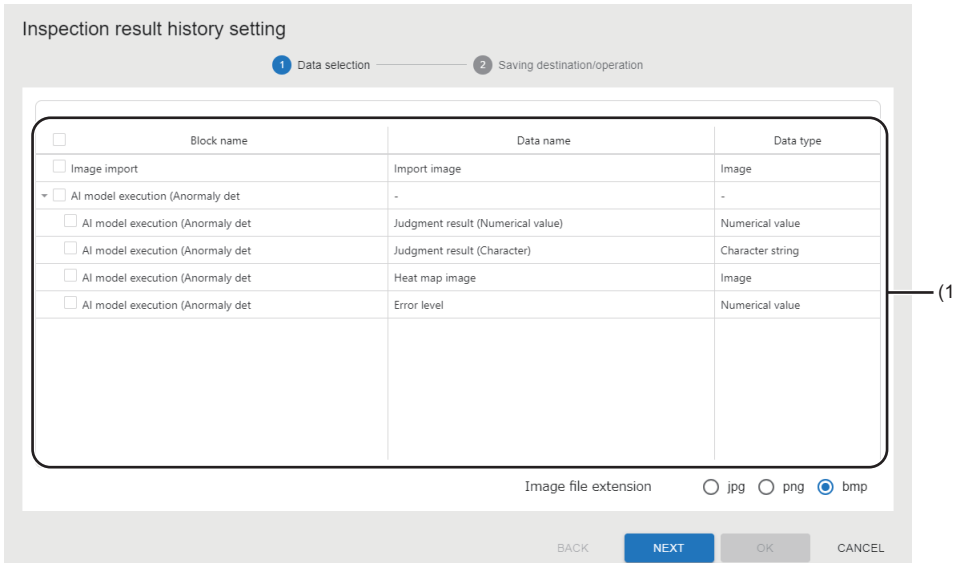 Inspection result history setting
1 Data selection 2 Saving destination/operation
Block name Data name Data type
Image import Import image Image
AI model execution (Anormaly det - -
AI model execution (Anormaly det Judgment result (Numerical value) Numerical value
AI model execution (Anormaly det Judgment result (Character) Character string
AI model execution (Anormaly det Heat map image Image
AI model execution (Anormaly det Error level Numerical value
(1
Image file extension jpg png bmp
BACK NEXT OK CANCEL